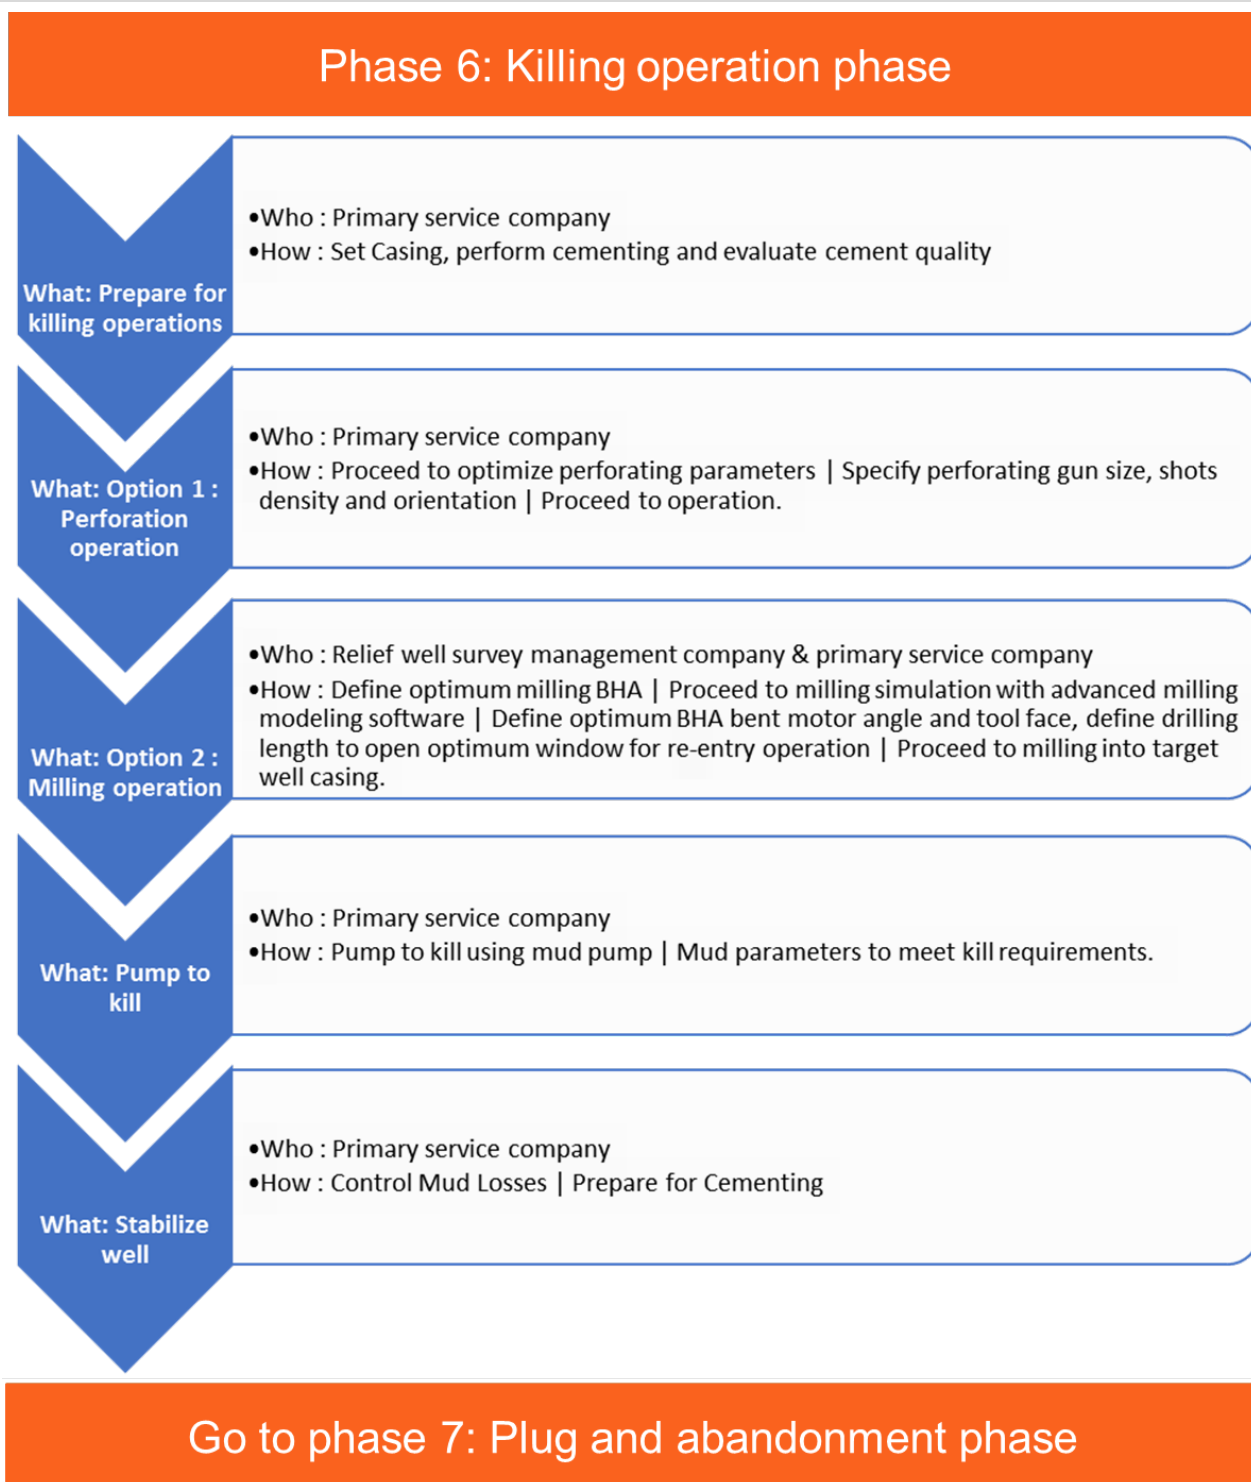 Phase 6: Killing operation phase
What: Prepare for
killing operations
•Who : Primary service company
•How : Set Casing, perform cementing and evaluate cement quality
What: Option 1 :
Perforation
operation
•Who : Primary service company
•How : Proceed to optimize perforating parameters | Specify perforating gun size, shots
density and orientation | Proceed to operation.
What: Option 2 :
Milling operation
•Who : Relief well survey management company & primary service company
•How : Define optimum milling BHA | Proceed to milling simulation with advanced milling
modeling software | Define optimum BHA bent motor angle and tool face, define drilling
length to open optimum window for re-entry operation | Proceed to milling into target
well casing.
What: Pump to
kill
•Who : Primary service company
•How : Pump to kill using mud pump | Mud parameters to meet kill requirements.
What: Stabilize
well
•Who : Primary service company
•How : Control Mud Losses | Prepare for Cementing
Go to phase 7: Plug and abandonment phase